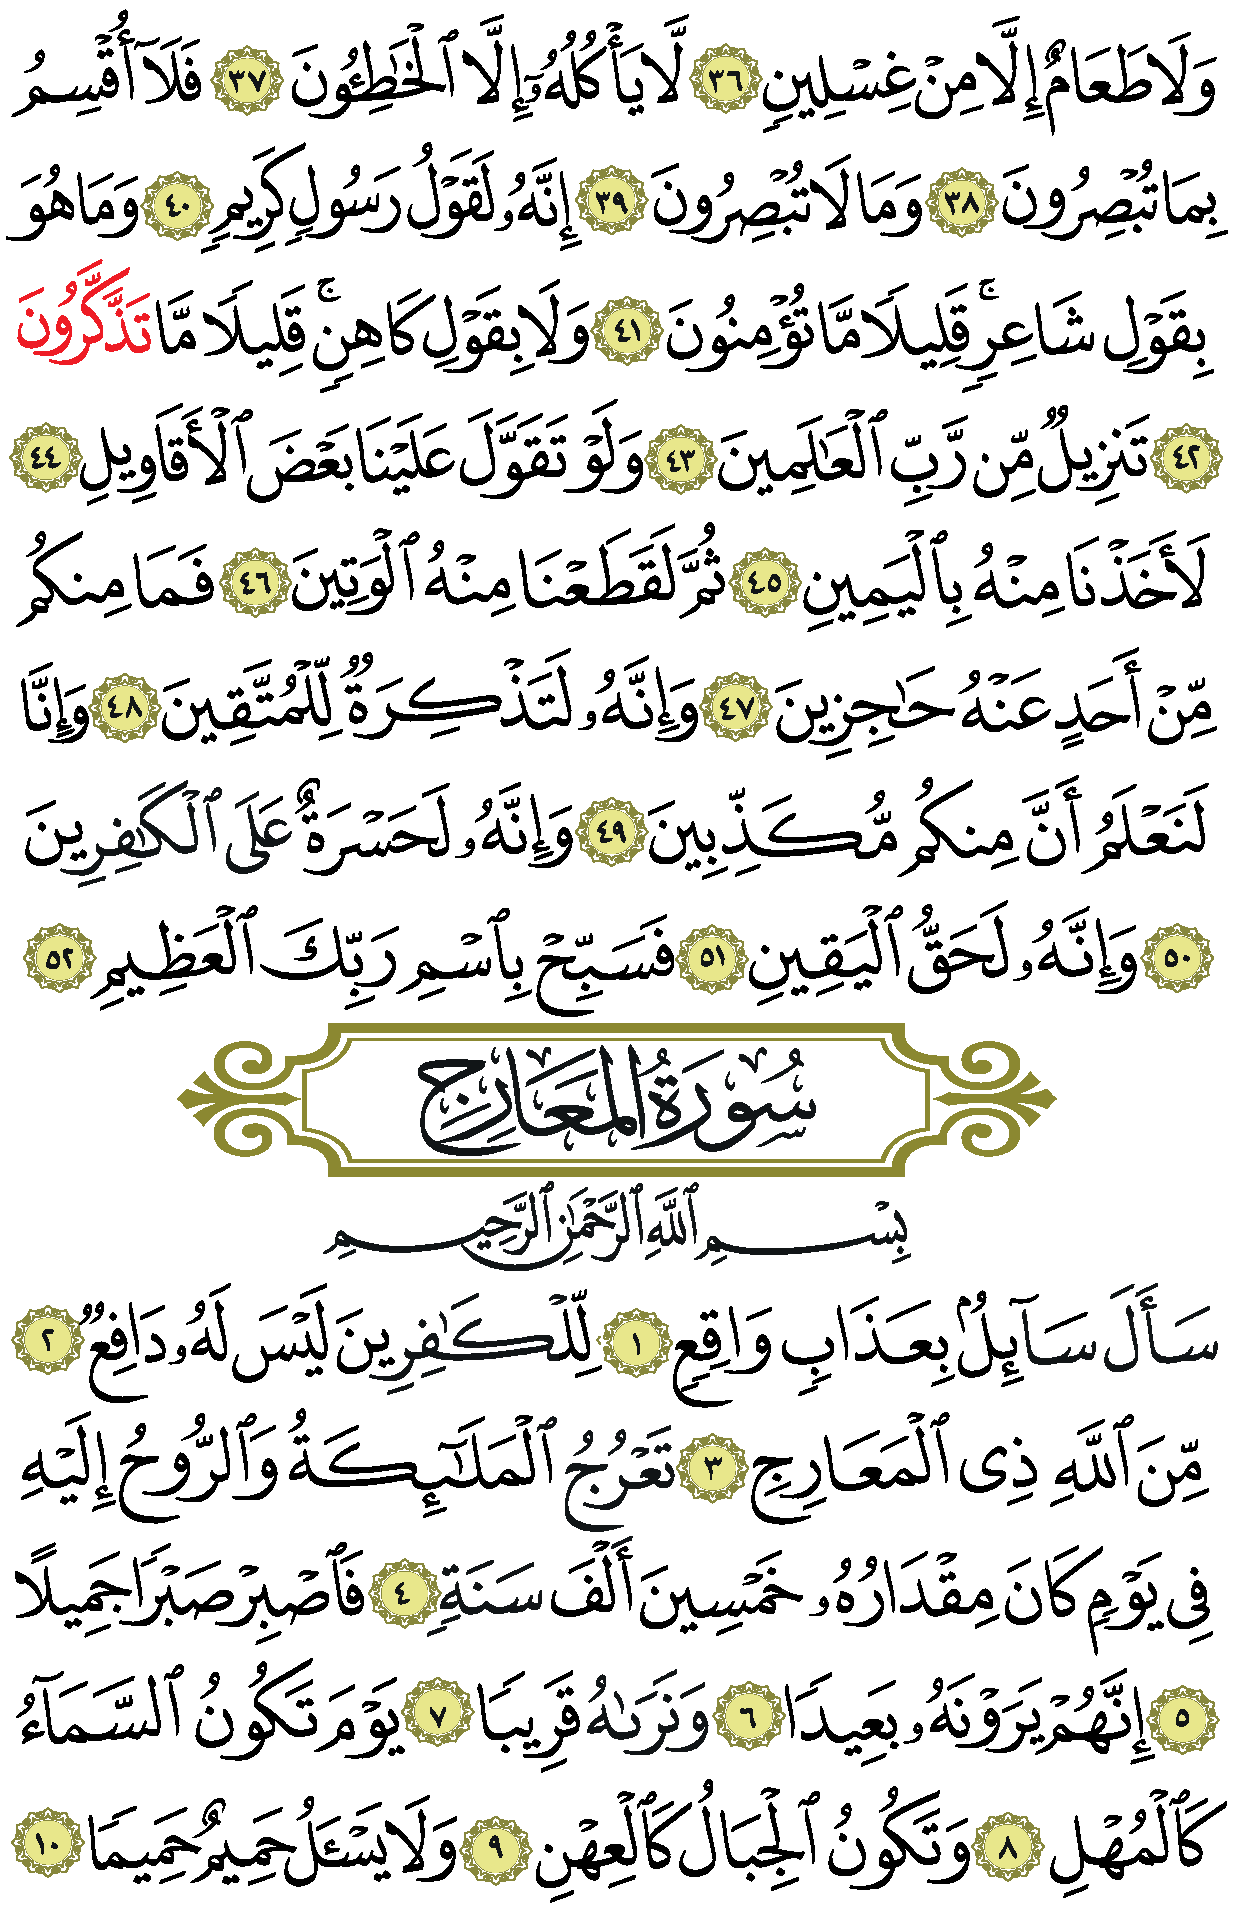 وَلَا طَعَامٌ إِلَّا مِنْ غِسْلِينٍ ٣٦ لَّا يَأْكُلُهُۥٓ إِلَّا ٱلْخَٰطِـُٔونَ ٣٧ فَلَآ أُقْسِمُ
بِمَا تُبْصِرُونَ ٣٨ وَمَا لَا تُبْصِرُونَ ٣٩ إِنَّهُۥ لَقَوْلُ رَسُولٍ كَرِيمٍ ٤٠ وَمَا هُوَ
بِقَوْلِ شَاعِرٍ ۚ قَلِيلًا مَّا تُؤْمِنُونَ ٤١ وَلَا بِقَوْلِ كَاهِنٍ ۚ قَلِيلًا مَّا تَذَّكَّرُونَ
٤٢ تَنزِيلٌ مِّن رَّبِّ ٱلْعَٰلَمِينَ ٤٣ وَلَوْ تَقَوَّلَ عَلَيْنَا بَعْضَ ٱلْأَقَاوِيلِ ٤٤
لَأَخَذْنَا مِنْهُ بِٱلْيَمِينِ ٤٥ ثُمَّ لَقَطَعْنَا مِنْهُ ٱلْوَتِينَ ٤٦ فَمَا مِنكُم
مِّنْ أَحَدٍ عَنْهُ حَٰجِزِينَ ٤٧ وَإِنَّهُۥ لَتَذْكِرَةٌ لِّلْمُتَّقِينَ ٤٨ وَإِنَّا
لَنَعْلَمُ أَنَّ مِنكُم مُّكَذِّبِينَ ٤٩ وَإِنَّهُۥ لَحَسْرَةٌ عَلَى ٱلْكَٰفِرِينَ
٥٠ وَإِنَّهُۥ لَحَقُّ ٱلْيَقِينِ ٥١ فَسَبِّحْ بِٱسْمِ رَبِّكَ ٱلْعَظِيمِ ٥٢
سُورَةُ المَعَارِجِ
بِسْمِ ٱللَّهِ ٱلرَّحْمَٰنِ ٱلرَّحِيمِ
سَأَلَ سَآئِلٌۢ بِعَذَابٍ وَاقِعٍ ١ لِّلْكَٰفِرِينَ لَيْسَ لَهُۥ دَافِعٌ ٢
مِّنَ ٱللَّهِ ذِى ٱلْمَعَارِجِ ٣ تَعْرُجُ ٱلْمَلَٰٓئِكَةُ وَٱلرُّوحُ إِلَيْهِ
فِى يَوْمٍ كَانَ مِقْدَارُهُۥ خَمْسِينَ أَلْفَ سَنَةٍ ٤ فَٱصْبِرْ صَبْرًا جَمِيلًا
٥ إِنَّهُمْ يَرَوْنَهُۥ بَعِيدًا ٦ وَنَرَىٰهُ قَرِيبًا ٧ يَوْمَ تَكُونُ ٱلسَّمَآءُ
كَٱلْمُهْلِ ٨ وَتَكُونُ ٱلْجِبَالُ كَٱلْعِهْنِ ٩ وَلَا يَسْـَٔلُ حَمِيمٌ حَمِيمًا ١٠